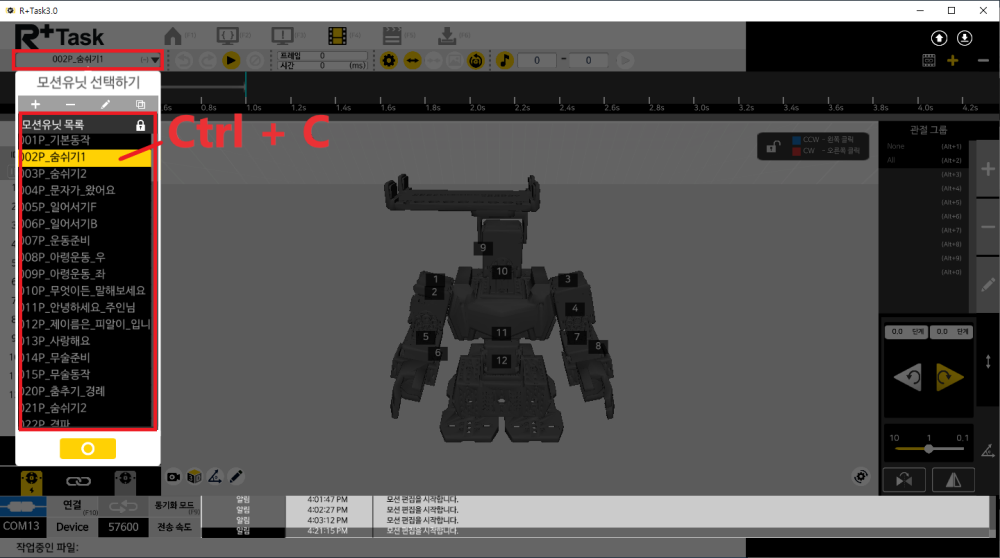 R+Task3.0
R+Task
(F1)
(F2)
(F3)
(F4)
(F5)
(F6)
002P_숨쉬기1
(-)
프레임 0
시간 0 (ms)
0 - 0
모션유닛 선택하기
모션유닛 목록
001P_기본동작
002P_숨쉬기1
003P_숨쉬기2
004P_문자가_왔어요
005P_일어서기F
006P_일어서기B
007P_운동준비
008P_아령운동_우
009P_아령운동_좌
010P_무엇이든_말해보세요
011P_안녕하세요_주인님
012P_제이름은_피알이_입니
013P_사랑해요
014P_무술준비
015P_무술동작
020P_춤추기_경례
021P_숨쉬기2
022P_격파
Ctrl + C
0.8s 1.0s 1.2s 1.4s 1.6s 1.8s 2.0s 2.2s 2.4s 2.6s 2.8s 3.0s 3.2s 3.4s 3.6s 3.8s 4.0s 4.2s
CCW - 왼쪽 클릭
CW - 오른쪽 클릭
관절 그룹
None (Alt+1)
All (Alt+2)
(Alt+3)
(Alt+4)
(Alt+5)
(Alt+6)
(Alt+7)
(Alt+8)
(Alt+9)
(Alt+0)
9
10
1
2
3
4
5
6
11
7
8
12
0.0 단계 0.0 단계
10 1 0.1
연결 (F10)
동기화 모드 (F9)
COM13 Device 57600 전송 속도
알림 4:01:47 PM 모션 편집을 시작합니다.
알림 4:02:27 PM 모션 편집을 시작합니다.
알림 4:03:12 PM 모션 편집을 시작합니다.
알림 4:21:15 PM 모션 편집을 시작합니다.
작업중인 파일: